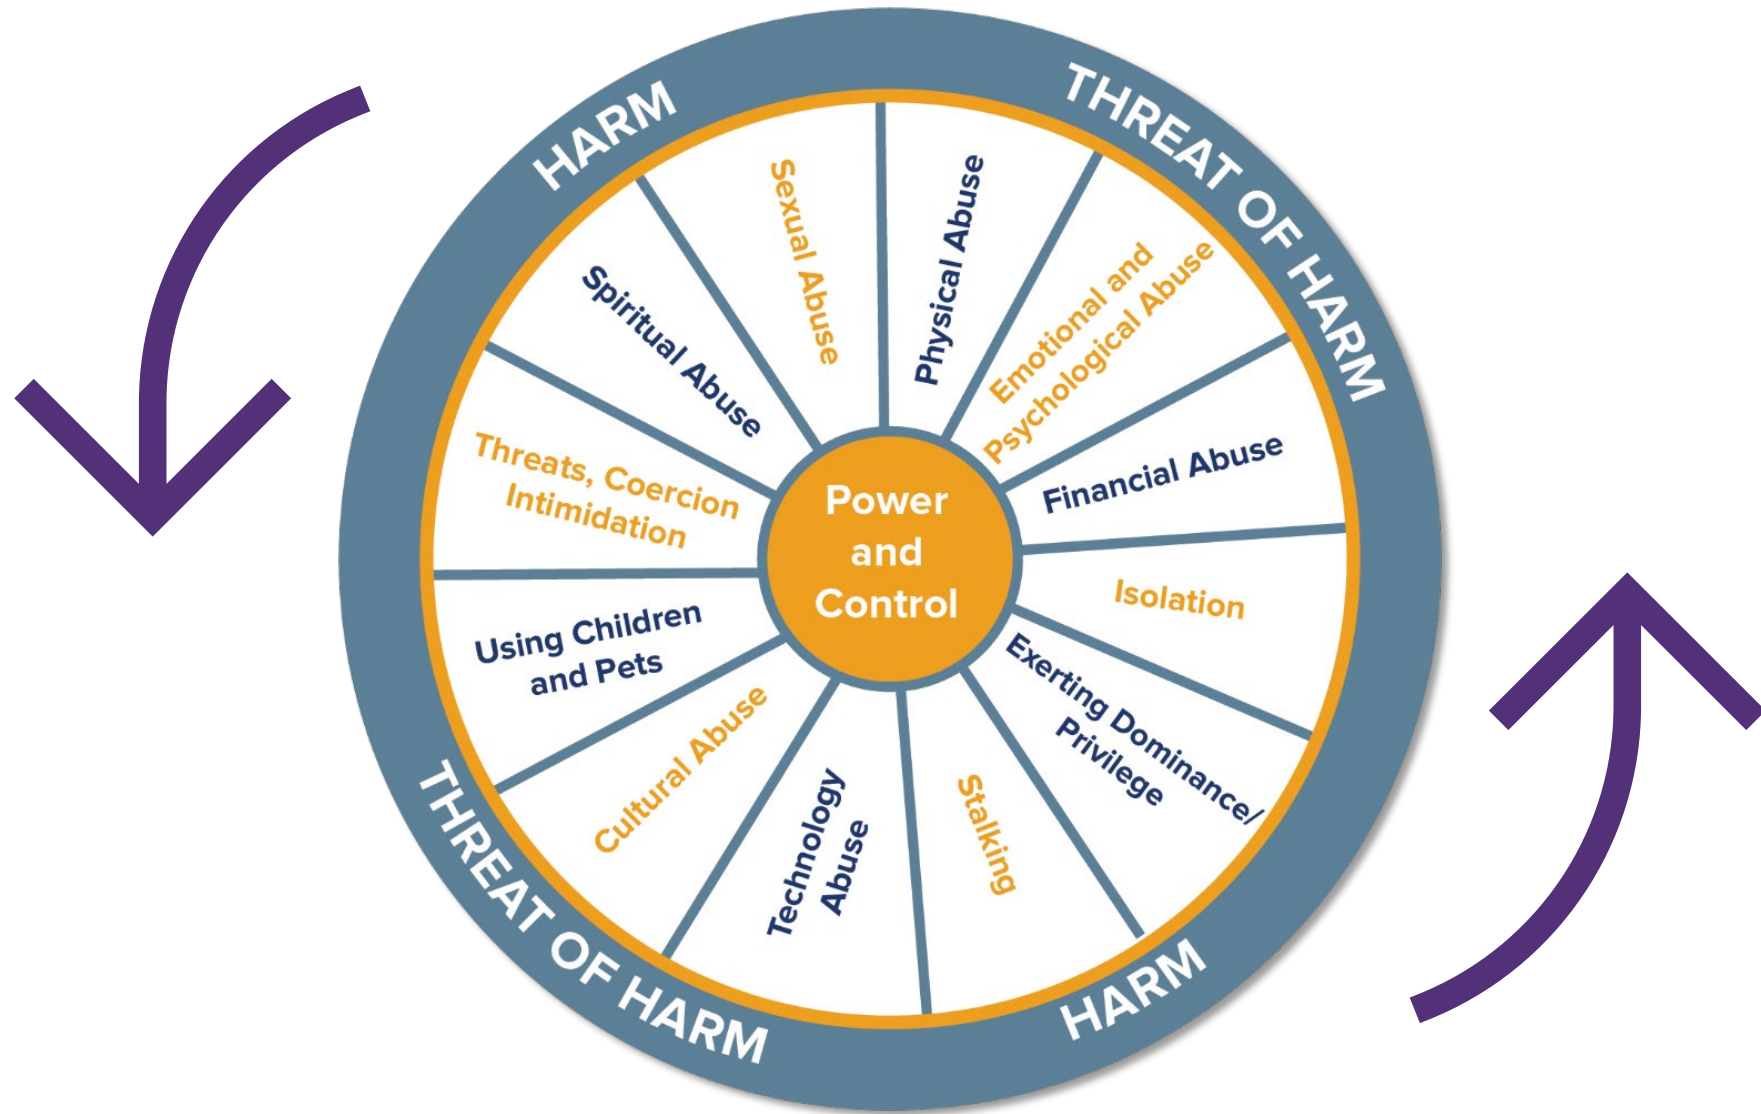 HARM
THREAT OF HARM
Sexual Abuse
Physical Abuse
Emotional and
Psychological Abuse
Financial Abuse
Isolation
Exerting Dominance/
Privilege
Stalking
Technology
Abuse
Cultural Abuse
Using Children
and Pets
Threats, Coercion
Intimidation
Spiritual Abuse
Power
and
Control
THREAT OF HARM
HARM